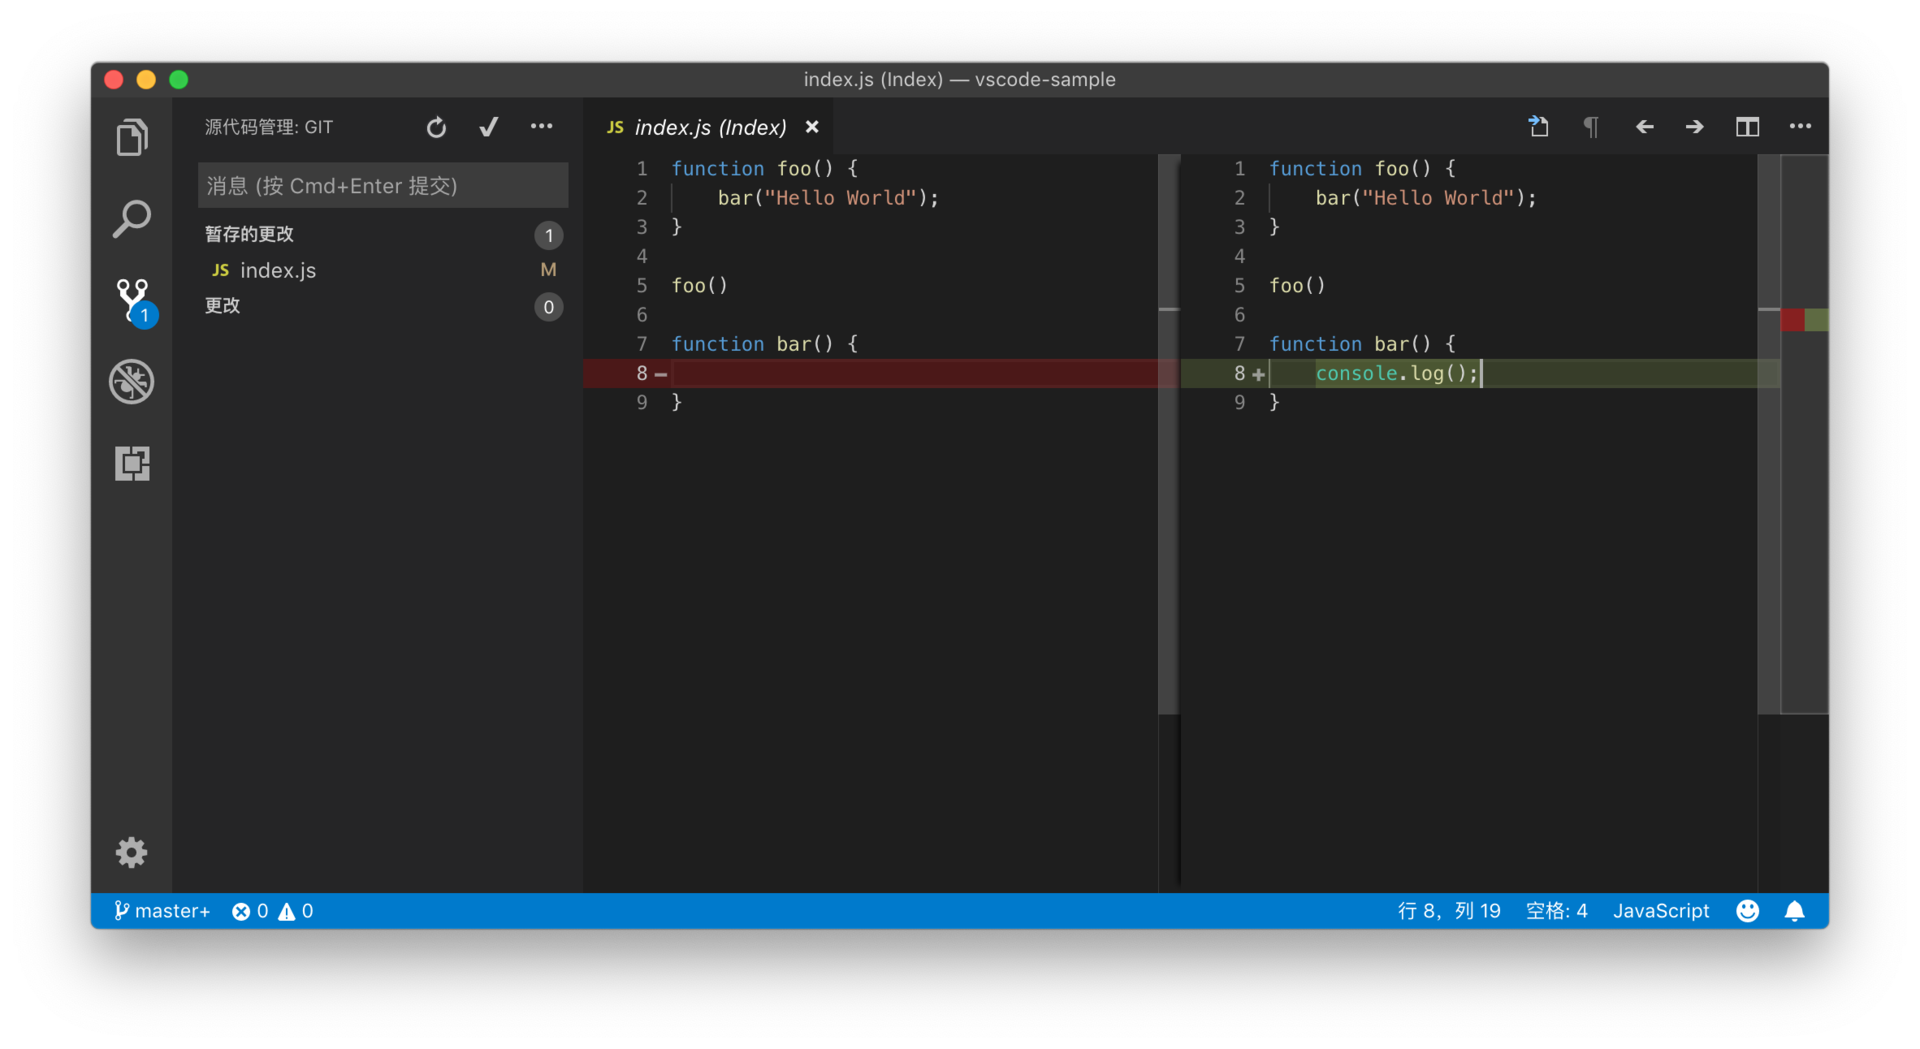 index.js (Index) — vscode-sample
源代码管理: GIT
消息 (按 Cmd+Enter 提交)
暂存的更改 1
JS index.js M
更改 0
1
JS index.js (Index)
1 function foo() {
2 bar("Hello World");
3 }
4
5 foo()
6
7 function bar() {
8 −
9 }
1 function foo() {
2 bar("Hello World");
3 }
4
5 foo()
6
7 function bar() {
8 + console.log();
9 }
master+ 0 0
行 8，列 19 空格: 4 JavaScript